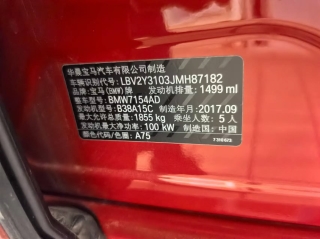 华晨宝马汽车有限公司制造
车辆识别代号: LBV2Y3103JMH87182
品牌: 宝马(BMW)牌 发动机排量: 1499 ml
整车型号: BMW7154AD
发动机型号: B38A15C 制造年月: 2017.09
最大允许总质量: 1855 kg 乘坐人数: 5 人
发动机最大净功率: 100 kW 制造国: 中国
颜色代码/色圈: A75